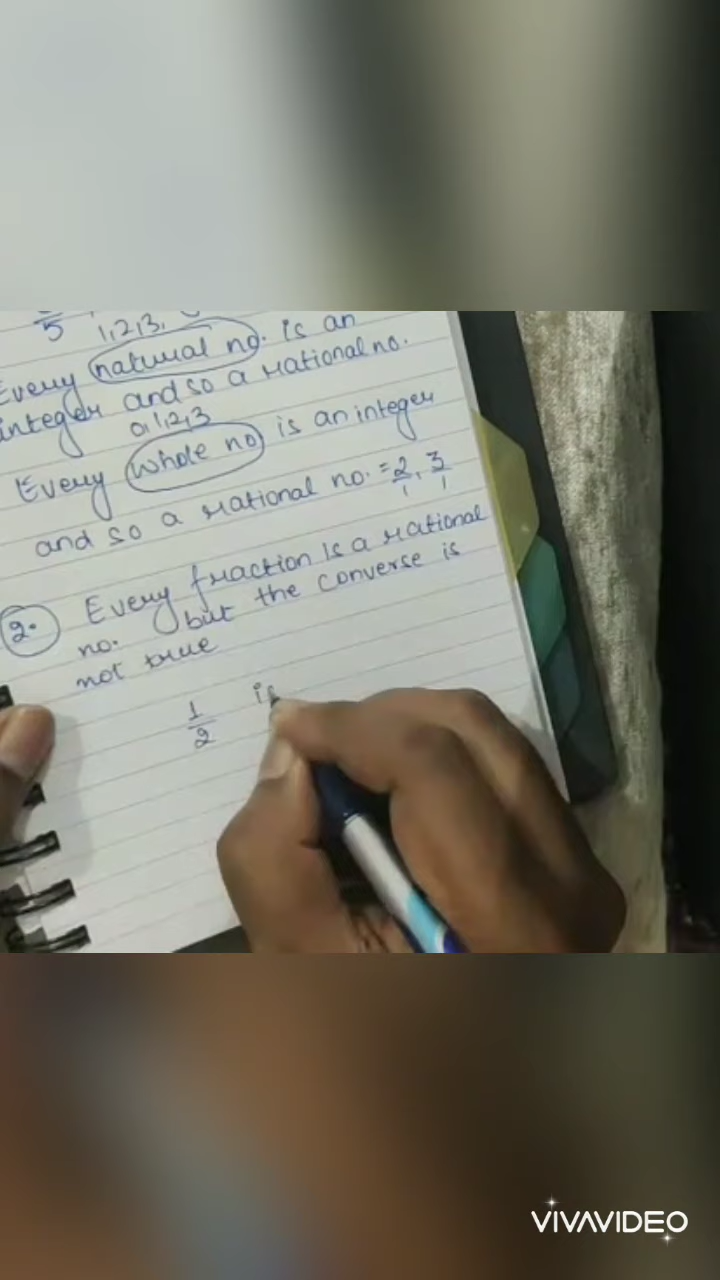 5 1,2,3,
Every natural no. is an
integer and so a rational no.
0,1,2,3
Every whole no is an integer
and so a rational no. = 2/1, 3/1
2. Every fraction is a rational
no. but the converse is
not true
1/2 is
VIVAVIDEO